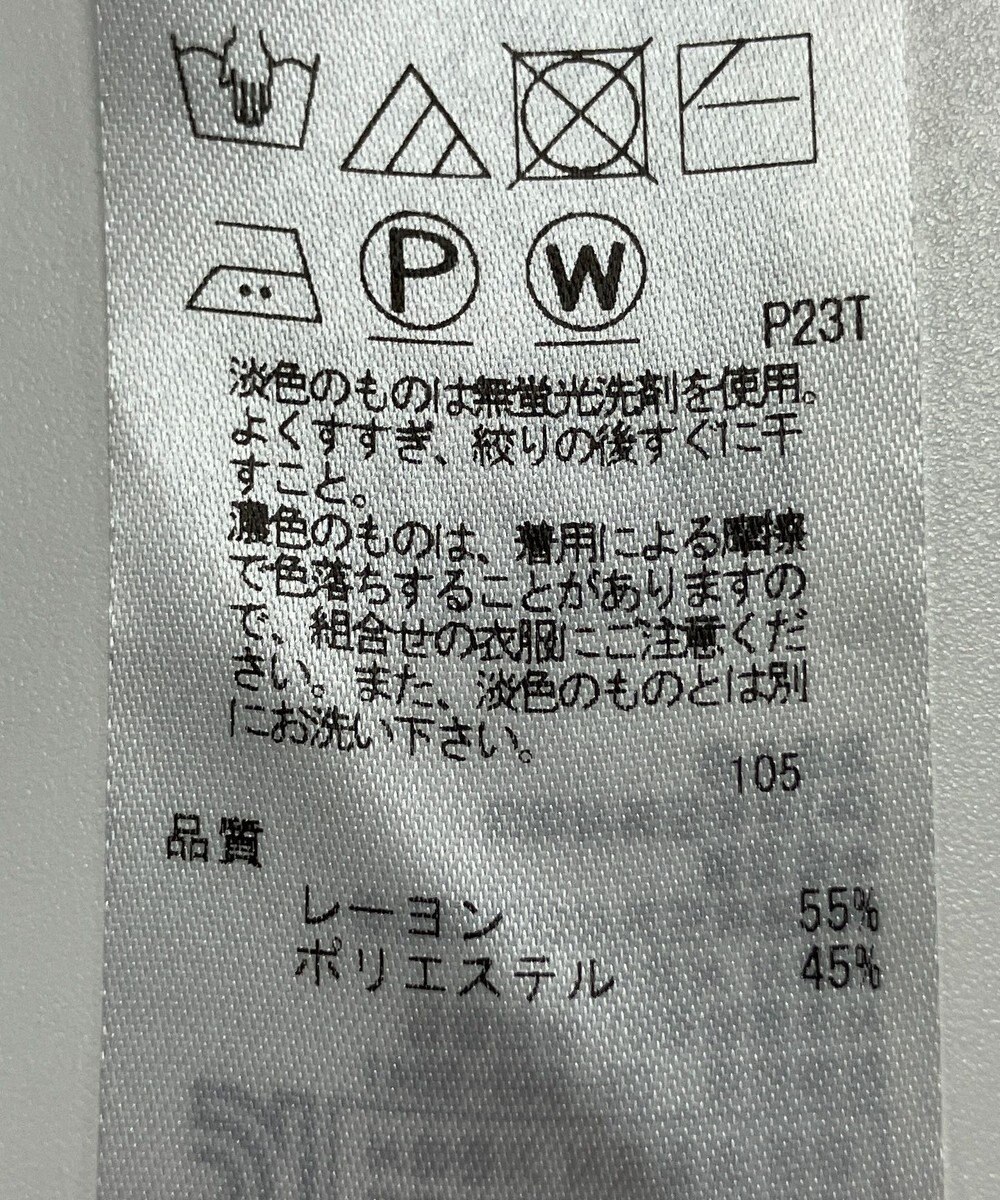 P W
P23T
淡色のものは無蛍光洗剤を使用。
よくすすぎ、絞りの後すぐに干
すこと。
濃色のものは、着用による摩擦
で色落ちすることがありますの
で、組合せの衣服にご注意くだ
さい。また、淡色のものとは別
にお洗い下さい。
105
品質
レーヨン 55%
ポリエステル 45%